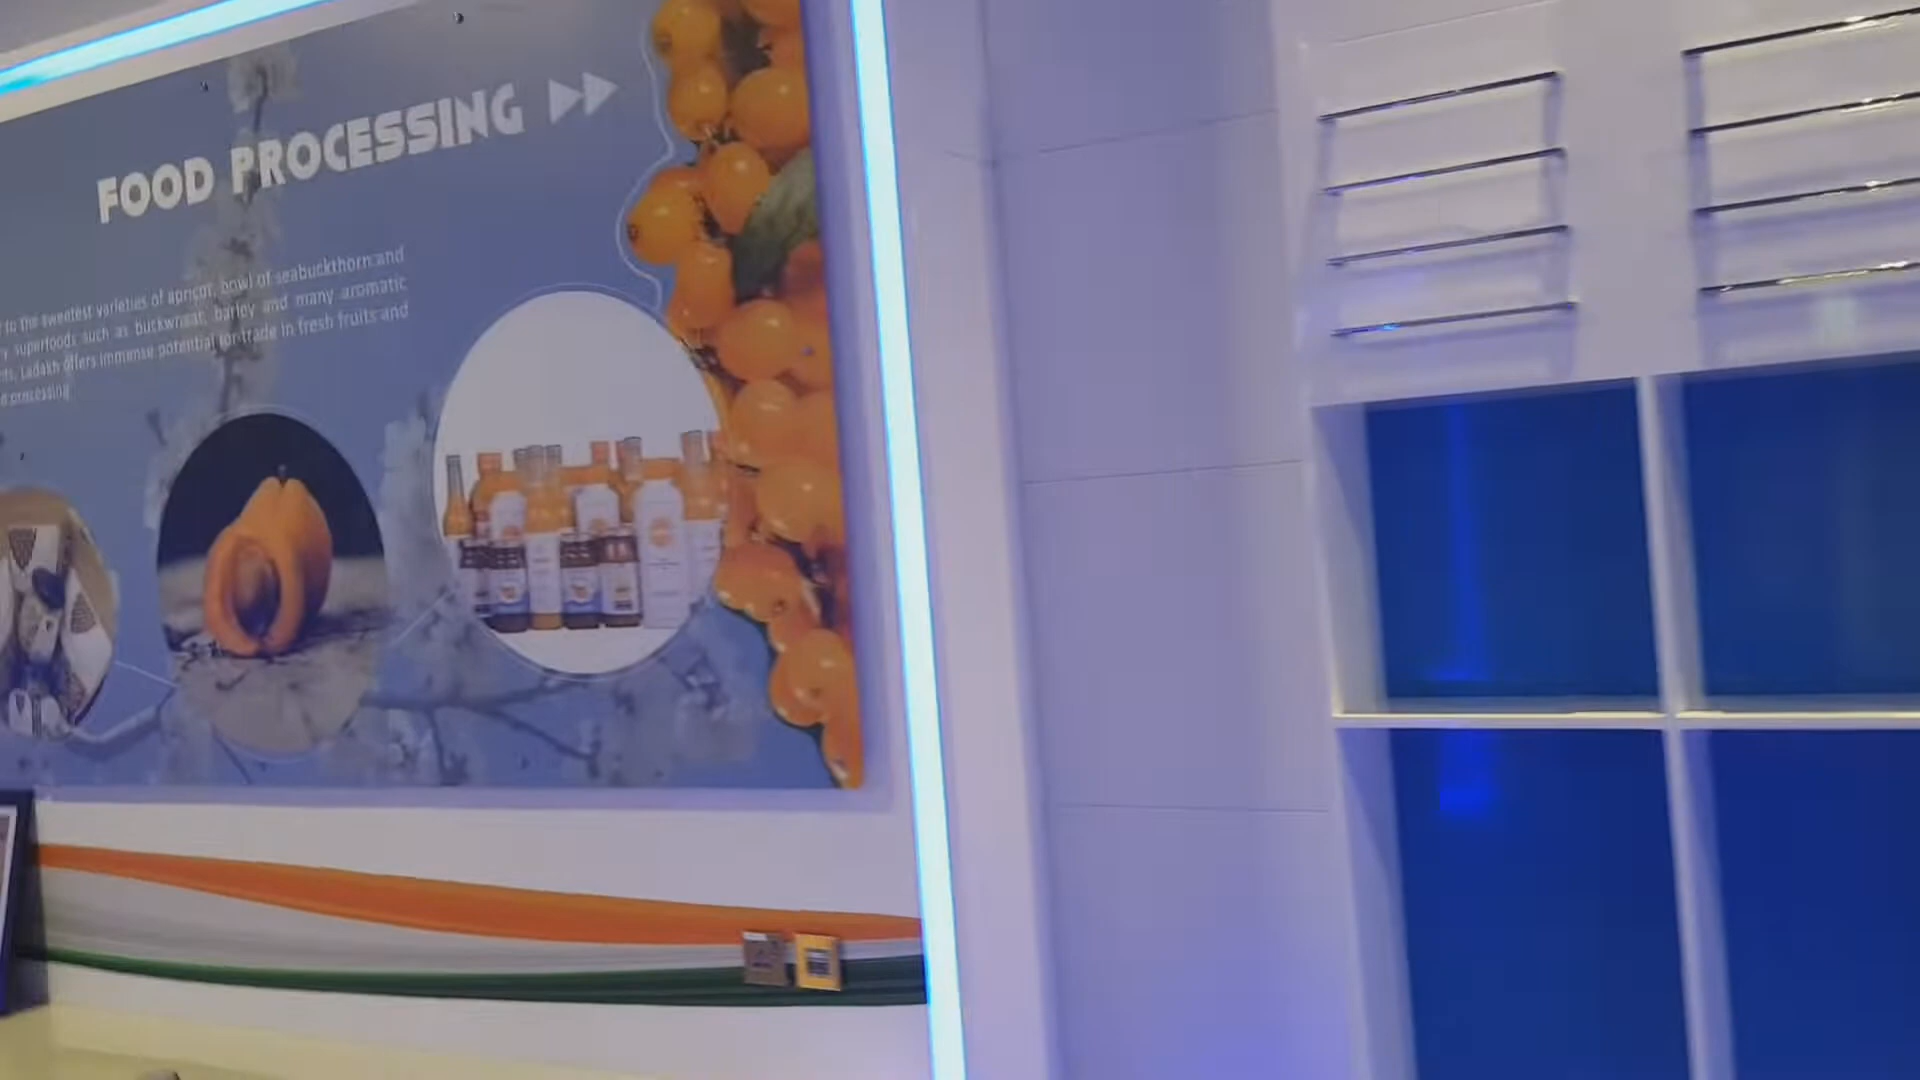 FOOD PROCESSING
to the sweetest varieties of apricot, bowl of seabuckthorn and
superfoods such as buckwheat, barley and many aromatic
Ladakh offers immense potential for trade in fresh fruits and
processing